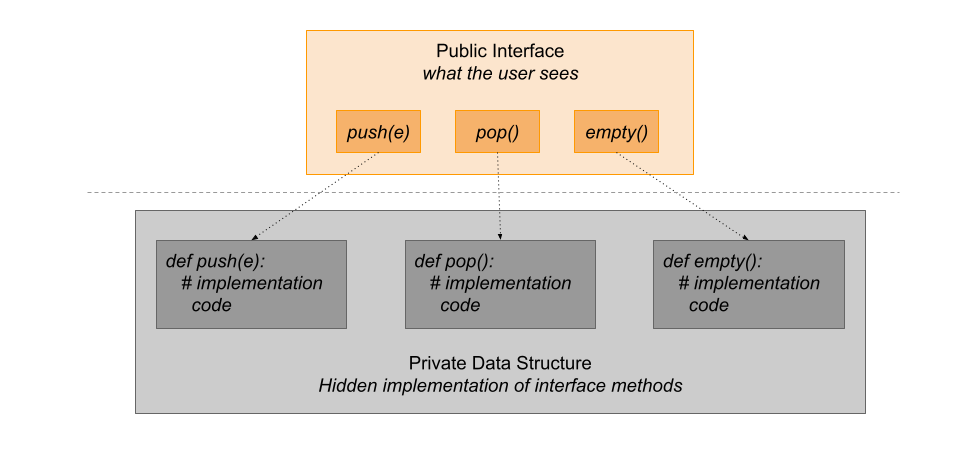 Public Interface
what the user sees
push(e)
pop()
empty()
def push(e):
# implementation
code
def pop():
# implementation
code
def empty():
# implementation
code
Private Data Structure
Hidden implementation of interface methods